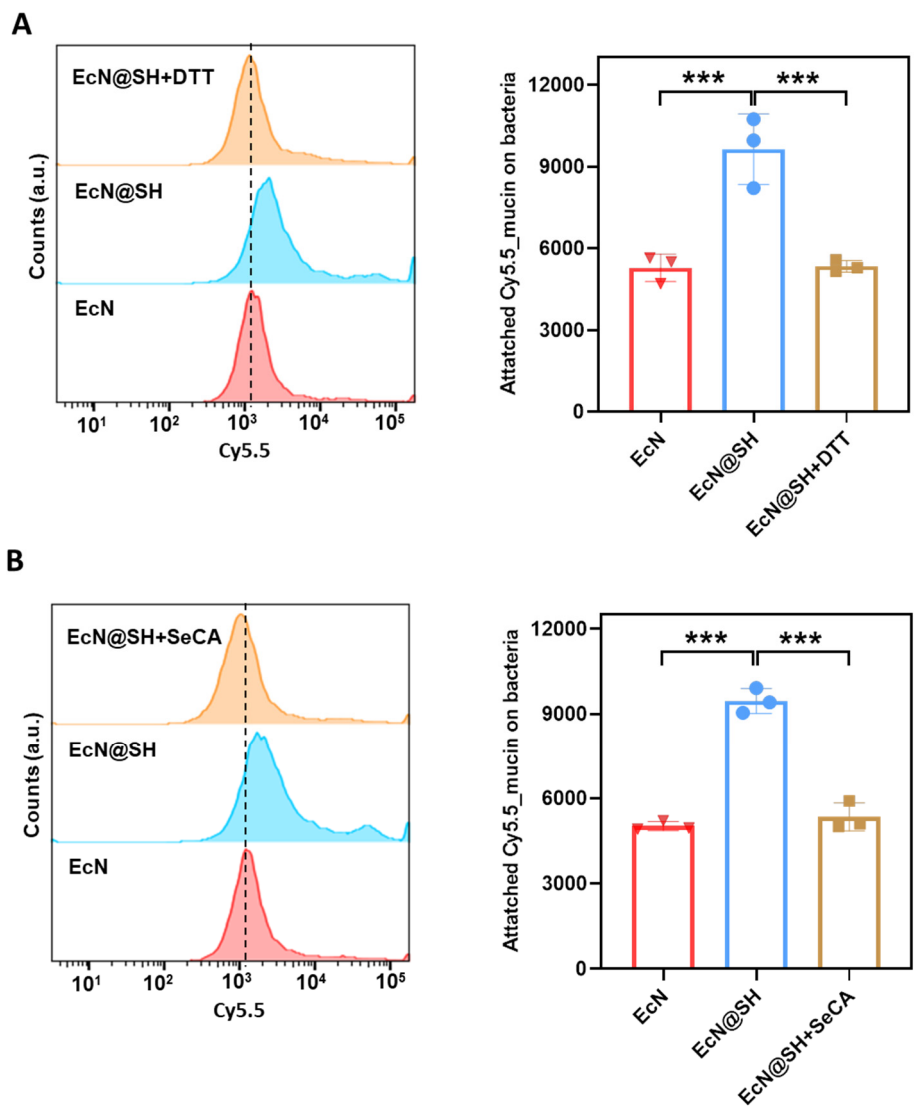 A
EcN@SH+DTT
EcN@SH
EcN
Counts (a.u.)
10¹ 10² 10³ 10⁴ 10⁵
Cy5.5
*** ***
12000
9000
6000
3000
0
Attatched Cy5.5_mucin on bacteria
EcN
EcN@SH
EcN@SH+DTT
B
EcN@SH+SeCA
EcN@SH
EcN
Counts (a.u.)
10¹ 10² 10³ 10⁴ 10⁵
Cy5.5
*** ***
12000
9000
6000
3000
0
Attatched Cy5.5_mucin on bacteria
EcN
EcN@SH
EcN@SH+SeCA